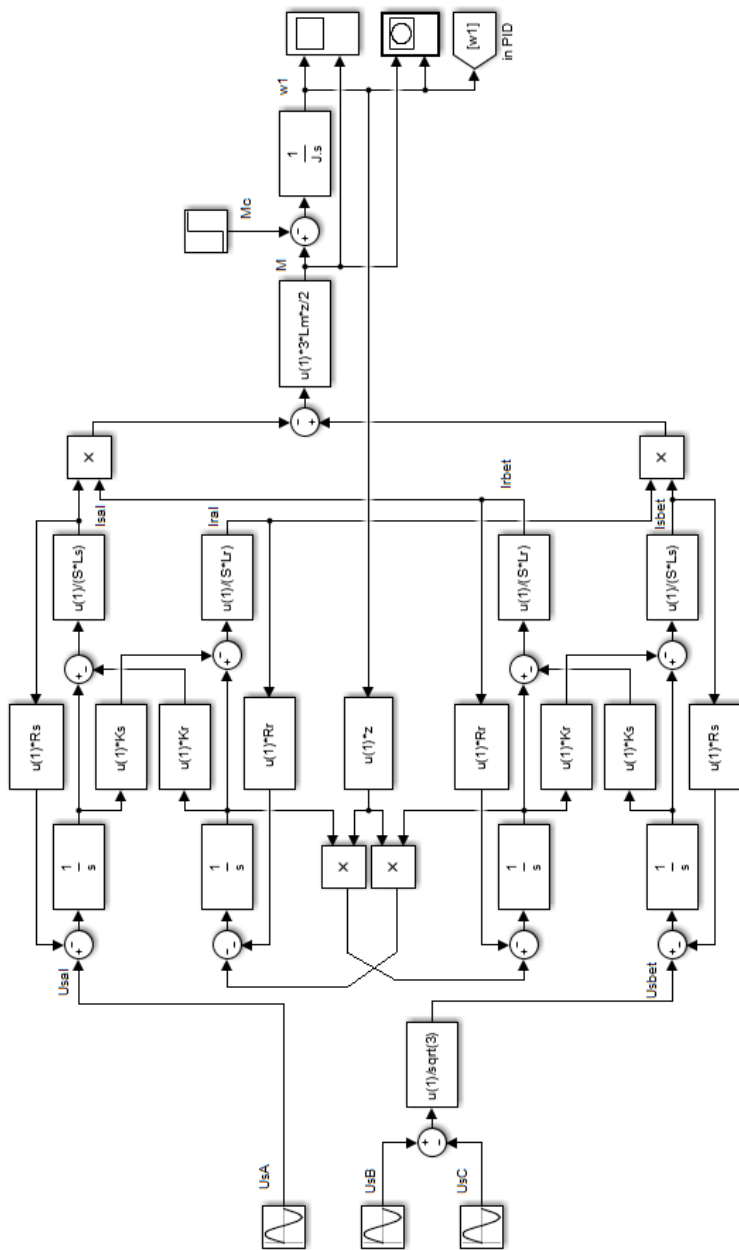 u(1)*Rs
Usal
1
s
u(1)/(S*Ls)
Isal
×
u(1)*Ks
u(1)*Kr
1
s
u(1)/(S*Lr)
Iral
Mc
u(1)*Rr
UsA
M
u(1)*3*Lm*z/2
1
J.s
w1
×
u(1)*z
×
UsB
[w1]
in PID
u(1)/sqrt(3)
UsC
u(1)*Rr
1
s
u(1)/(S*Lr)
Irbet
u(1)*Kr
u(1)*Ks
Usbet
1
s
u(1)/(S*Ls)
Isbet
×
u(1)*Rs